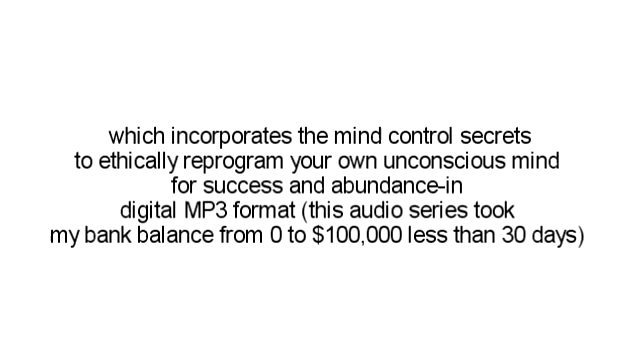 which incorporates the mind control secrets
to ethically reprogram your own unconscious mind
for success and abundance-in
digital MP3 format (this audio series took
my bank balance from 0 to $100,000 less than 30 days)